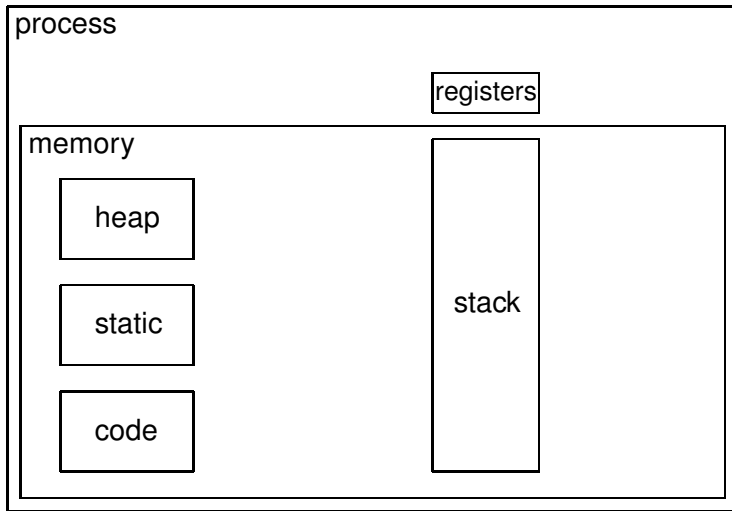 process
registers
memory
heap
static
code
stack